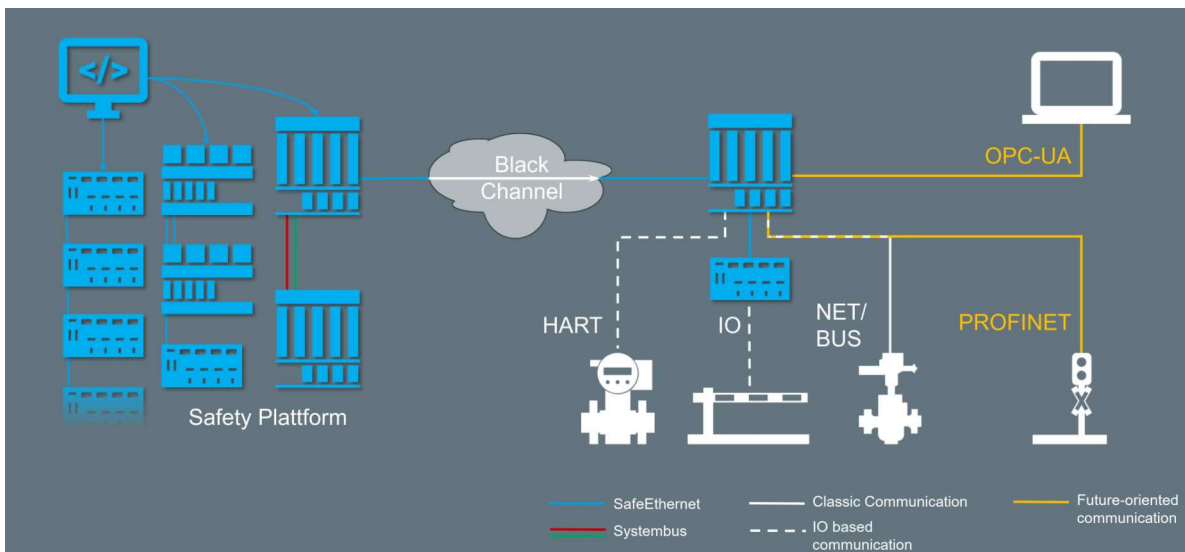 </>
Black
Channel
OPC-UA
HART
IO
NET/
BUS
PROFINET
Safety Plattform
SafeEthernet
Classic Communication
Future-oriented
communication
Systembus
IO based
communication